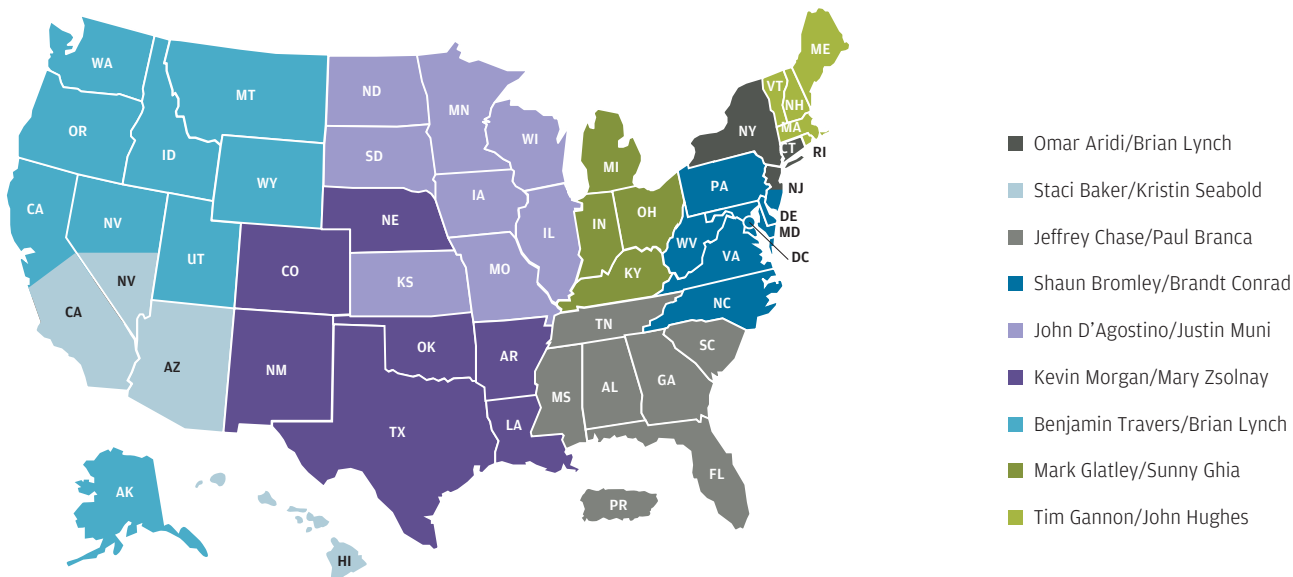 WA
OR
ID
MT
WY
CA
NV
UT
CA
NV
AZ
AK
HI
ND
SD
MN
WI
IA
IL
MO
KS
NE
CO
NM
OK
TX
AR
LA
MI
IN
OH
KY
TN
MS
AL
GA
SC
FL
PR
PA
WV
VA
NC
NY
CT
NJ
DE
MD
DC
VT
NH
MA
ME
RI
Omar Aridi/Brian Lynch
Staci Baker/Kristin Seabold
Jeffrey Chase/Paul Branca
Shaun Bromley/Brandt Conrad
John D’Agostino/Justin Muni
Kevin Morgan/Mary Zsolnay
Benjamin Travers/Brian Lynch
Mark Glatley/Sunny Ghia
Tim Gannon/John Hughes